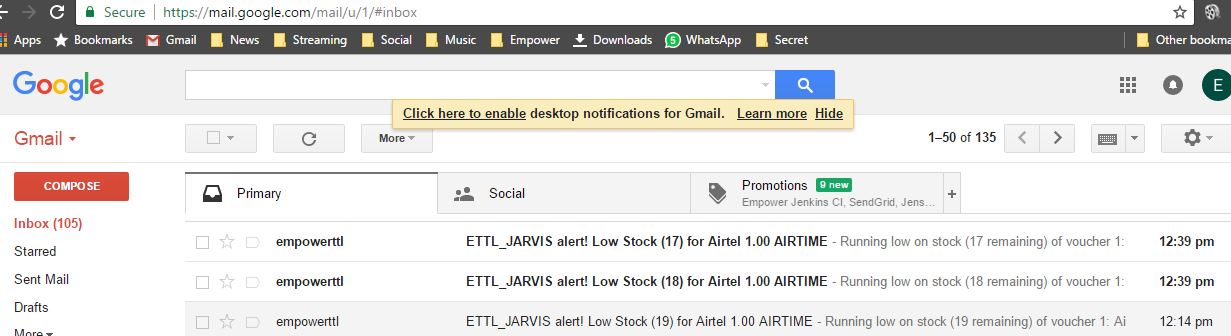 Secure https://mail.google.com/mail/u/1/#inbox
Apps Bookmarks Gmail News Streaming Social Music Empower Downloads 5 WhatsApp Secret Other bookma
Google
E
Click here to enable desktop notifications for Gmail. Learn more Hide
Gmail More 1–50 of 135
COMPOSE
Primary Social Promotions 9 new
Empower Jenkins CI, SendGrid, Jens... +
Inbox (105)
empowerttl ETTL_JARVIS alert! Low Stock (17) for Airtel 1.00 AIRTIME - Running low on stock (17 remaining) of voucher 1: 12:39 pm
Starred
Sent Mail
empowerttl ETTL_JARVIS alert! Low Stock (18) for Airtel 1.00 AIRTIME - Running low on stock (18 remaining) of voucher 1: 12:39 pm
Drafts
empowerttl ETTL_JARVIS alert! Low Stock (19) for Airtel 1.00 AIRTIME - Running low on stock (19 remaining) of voucher 1: Ai 12:14 pm
More